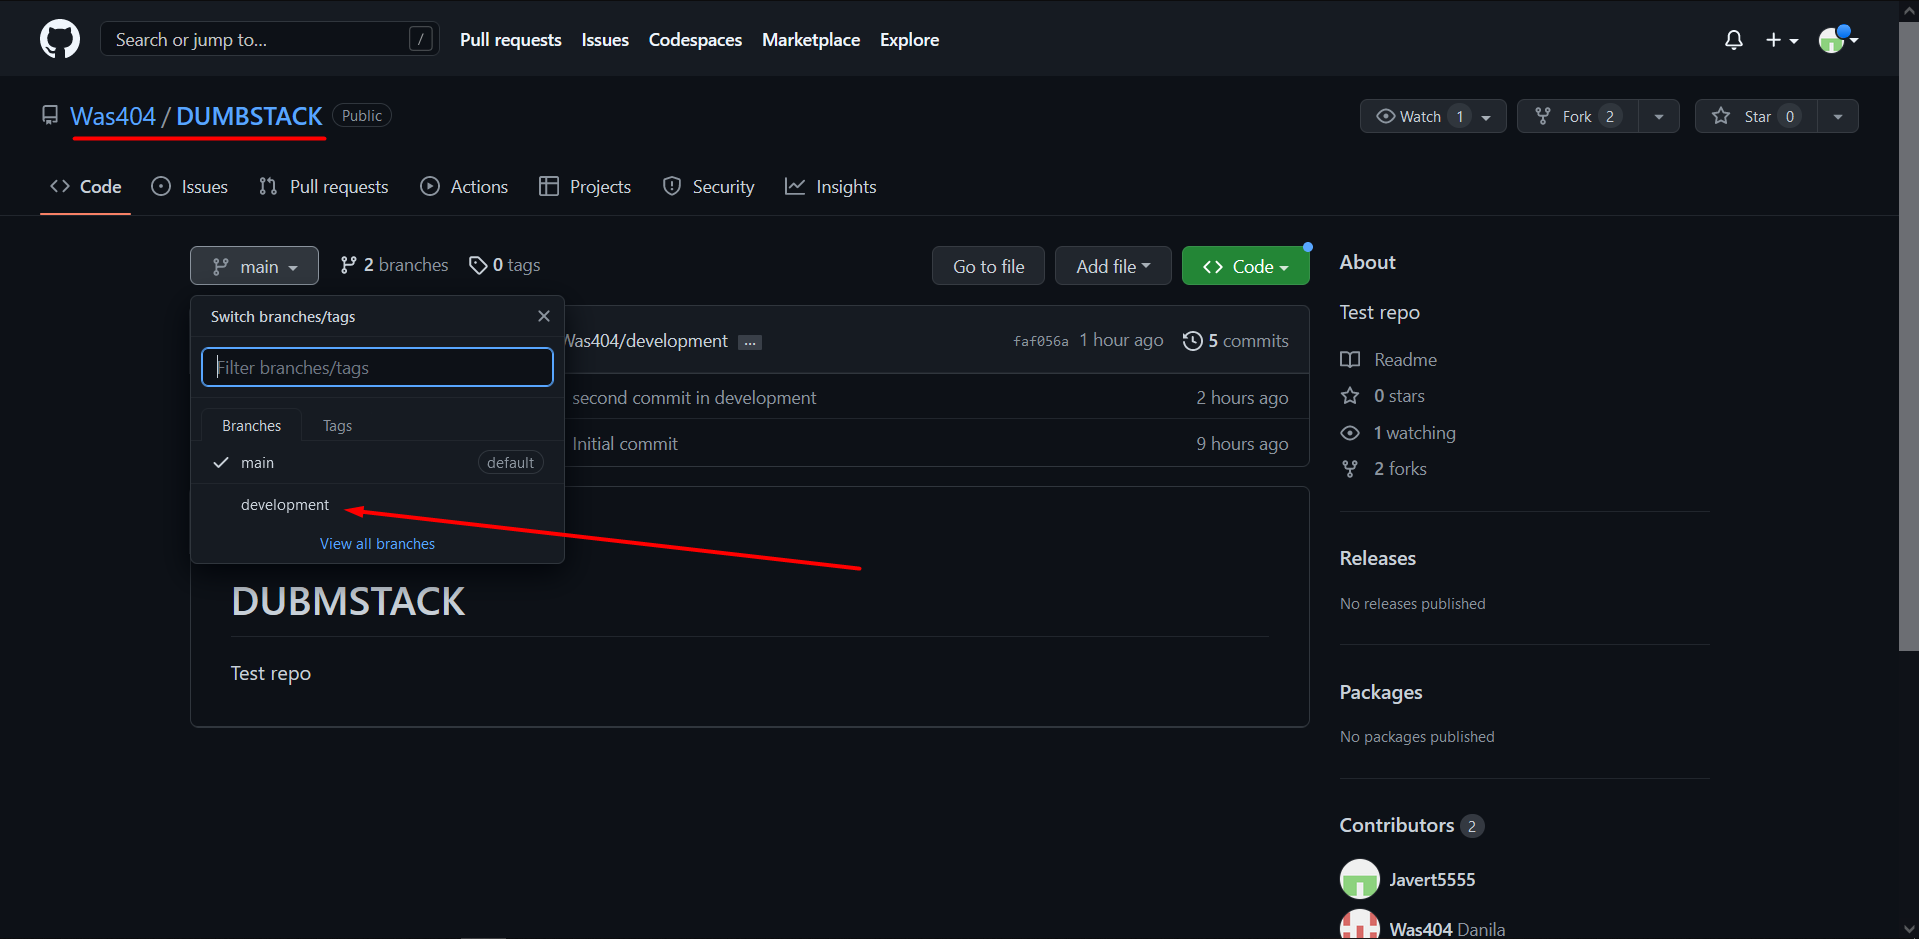 Search or jump to... /
Pull requests Issues Codespaces Marketplace Explore
Was404 / DUMBSTACK Public
Watch 1 Fork 2 Star 0
Code Issues Pull requests Actions Projects Security Insights
main 2 branches 0 tags Go to file Add file Code
Switch branches/tags
Filter branches/tags
Branches Tags
main default
development
View all branches
Was404/development ... faf056a 1 hour ago 5 commits
second commit in development 2 hours ago
Initial commit 9 hours ago
DUBMSTACK
Test repo
About
Test repo
Readme
0 stars
1 watching
2 forks
Releases
No releases published
Packages
No packages published
Contributors 2
Javert5555
Was404 Danila